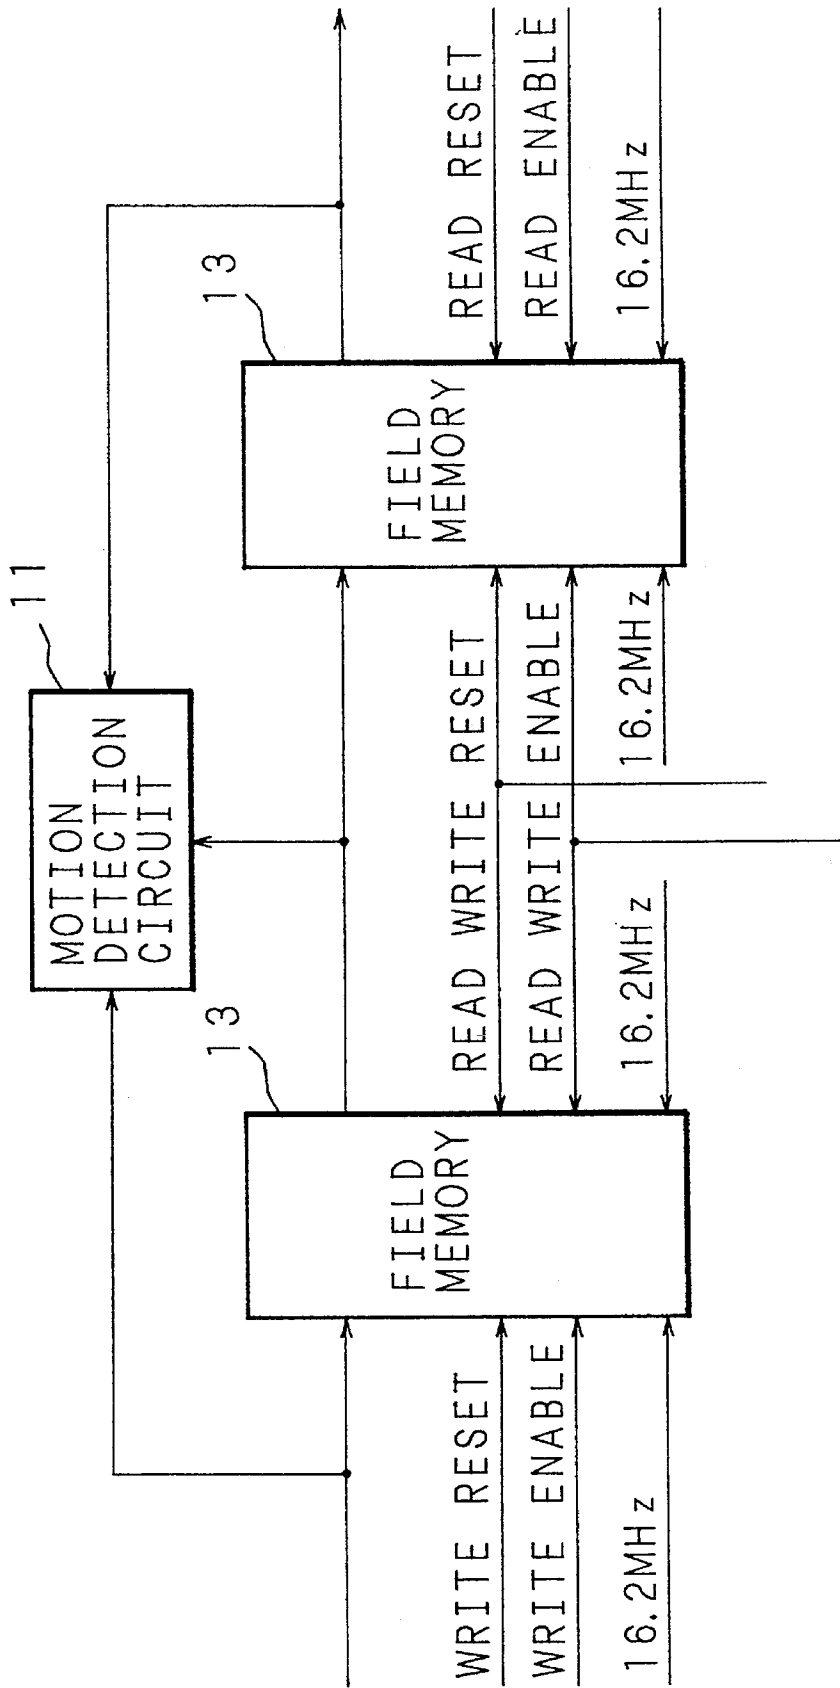 11
MOTION
DETECTION
CIRCUIT
13
13
FIELD
MEMORY
FIELD
MEMORY
WRITE RESET
READ WRITE RESET
READ RESET
WRITE ENABLE
READ WRITE ENABLE
READ ENABLE
16.2MHz
16.2MHz
16.2MHz
16.2MHz